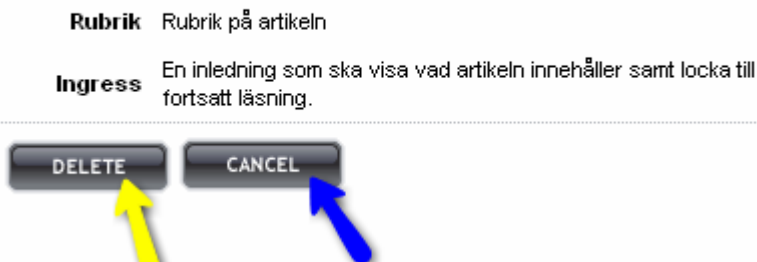 Rubrik Rubrik på artikeln
Ingress En inledning som ska visa vad artikeln innehåller samt locka till
fortsatt läsning.
DELETE CANCEL